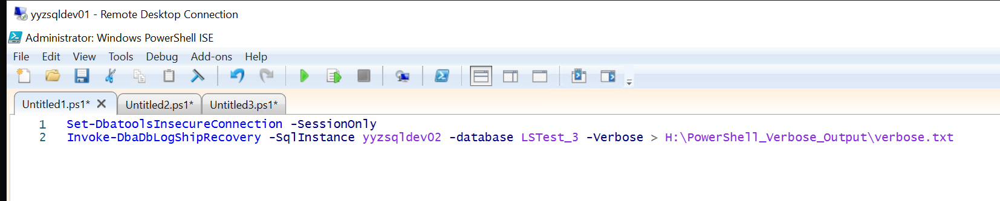 yyzsqldev01 - Remote Desktop Connection
Administrator: Windows PowerShell ISE
File Edit View Tools Debug Add-ons Help
Untitled1.ps1* Untitled2.ps1* Untitled3.ps1*
1 Set-DbatoolsInsecureConnection -SessionOnly
2 Invoke-DbaDbLogShipRecovery -SqlInstance yyzsqldev02 -database LSTest_3 -Verbose > H:\PowerShell_Verbose_Output\verbose.txt